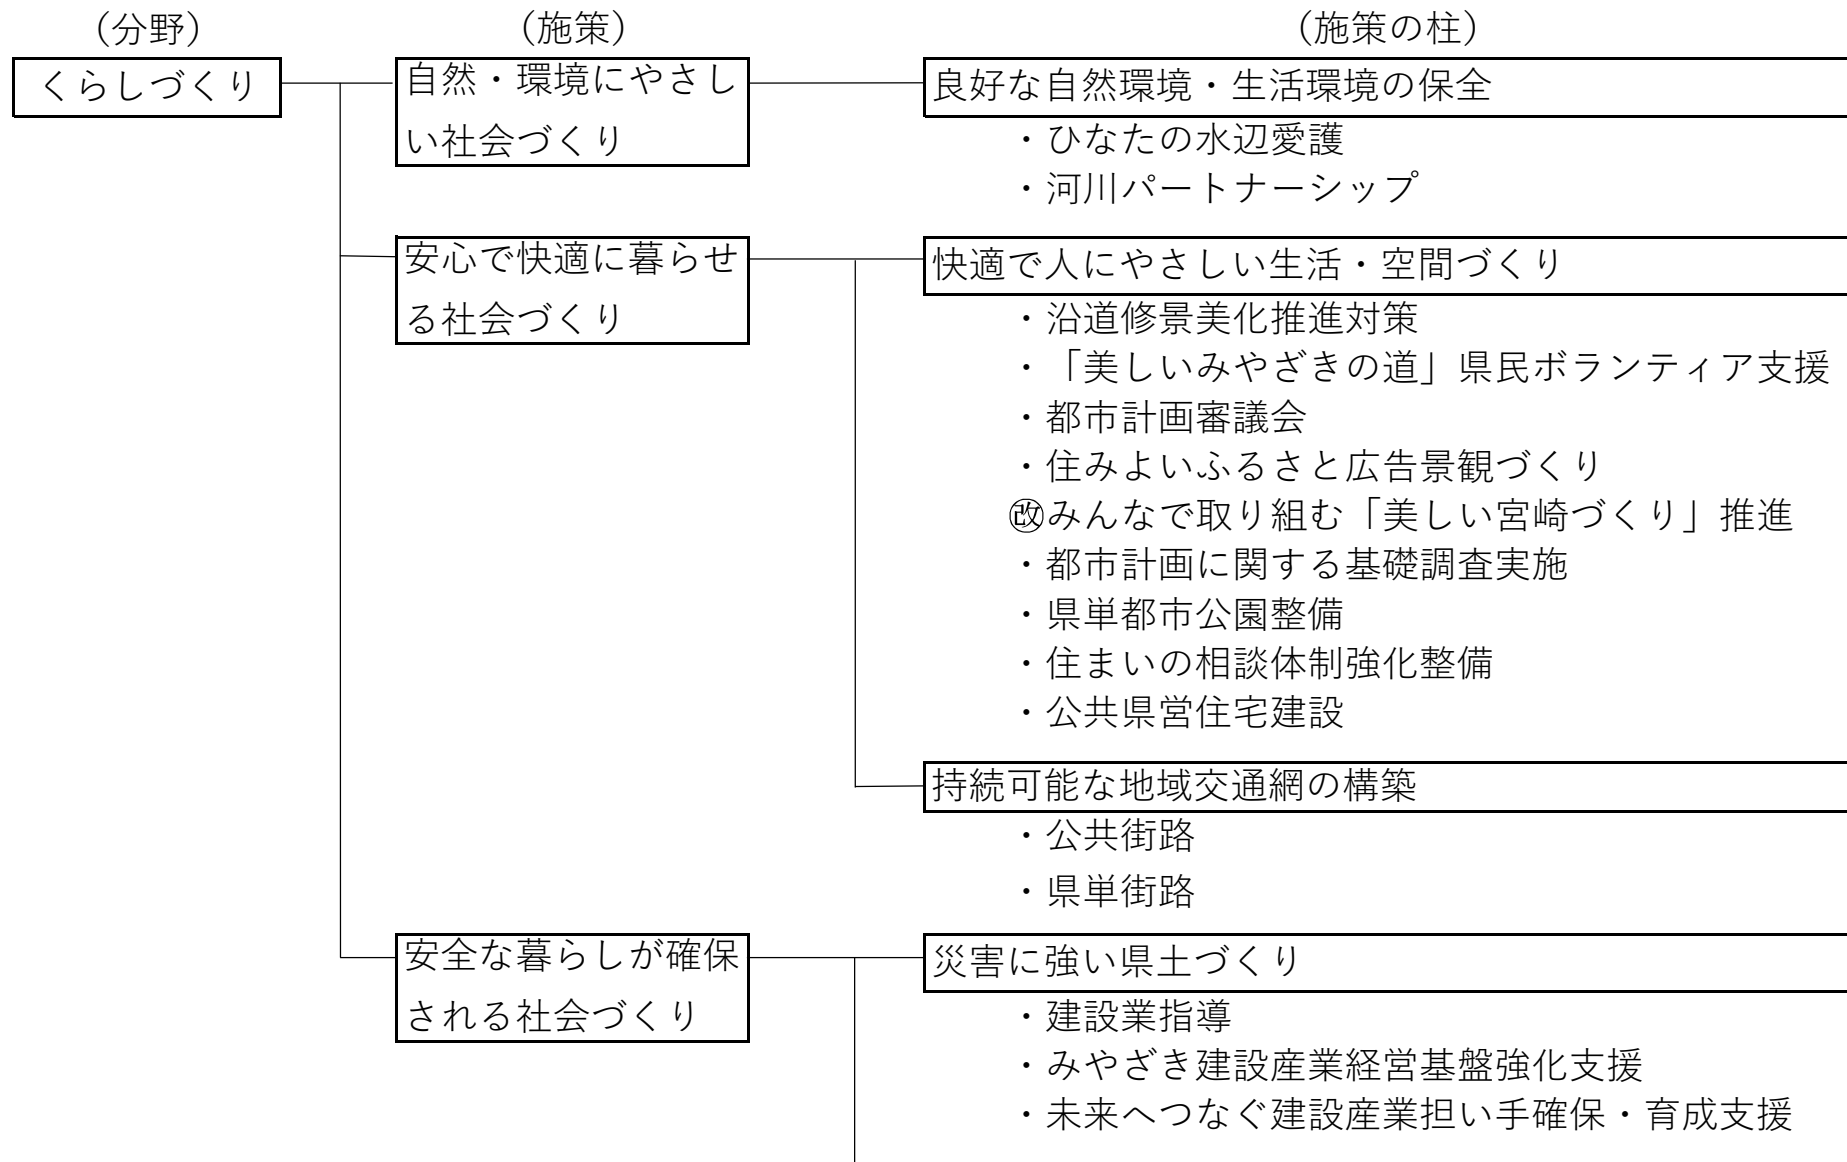 （分野）
（施策）
（施策の柱）
くらしづくり
自然・環境にやさし
い社会づくり
良好な自然環境・生活環境の保全
・ひなたの水辺愛護
・河川パートナーシップ
安心で快適に暮らせ
る社会づくり
快適で人にやさしい生活・空間づくり
・沿道修景美化推進対策
・「美しいみやざきの道」県民ボランティア支援
・都市計画審議会
・住みよいふるさと広告景観づくり
㊢みんなで取り組む「美しい宮崎づくり」推進
・都市計画に関する基礎調査実施
・県単都市公園整備
・住まいの相談体制強化整備
・公共県営住宅建設
持続可能な地域交通網の構築
・公共街路
・県単街路
安全な暮らしが確保
される社会づくり
災害に強い県土づくり
・建設業指導
・みやざき建設産業経営基盤強化支援
・未来へつなぐ建設産業担い手確保・育成支援